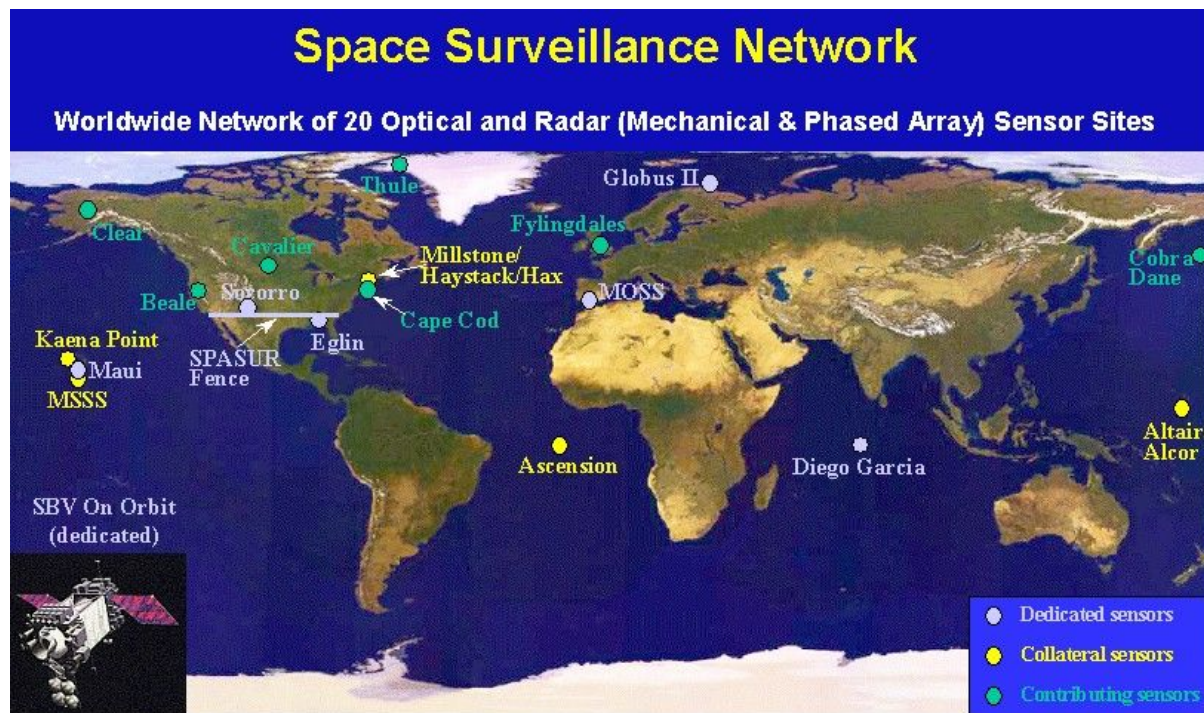 Space Surveillance Network
Worldwide Network of 20 Optical and Radar (Mechanical & Phased Array) Sensor Sites
Thule
Globus II
Clear
Cavalier
Fylingdales
Millstone/
Haystack/Hax
Cobra
Dane
Beale
Socorro
MOSS
Cape Cod
Kaena Point
SPASUR
Fence
Eglin
Maui
MSSS
Ascension
Diego Garcia
Altair
Alcor
SBV On Orbit
(dedicated)
Dedicated sensors
Collateral sensors
Contributing sensors